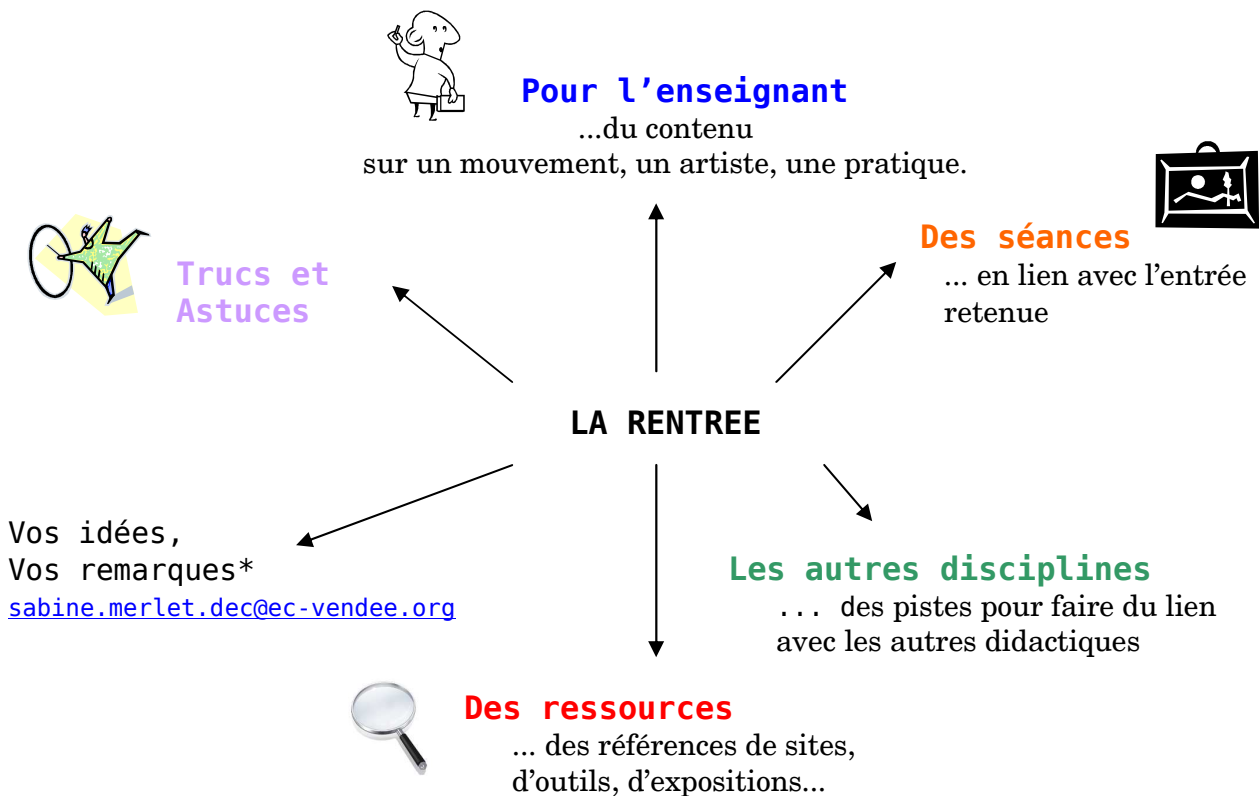 Pour l’enseignant
...du contenu
sur un mouvement, un artiste, une pratique.
Des séances
... en lien avec l’entrée
retenue
Trucs et
Astuces
LA RENTREE
Vos idées,
Vos remarques*
sabine.merlet.dec@ec-vendee.org
Les autres disciplines
... des pistes pour faire du lien
avec les autres didactiques
Des ressources
... des références de sites,
d'outils, d'expositions...